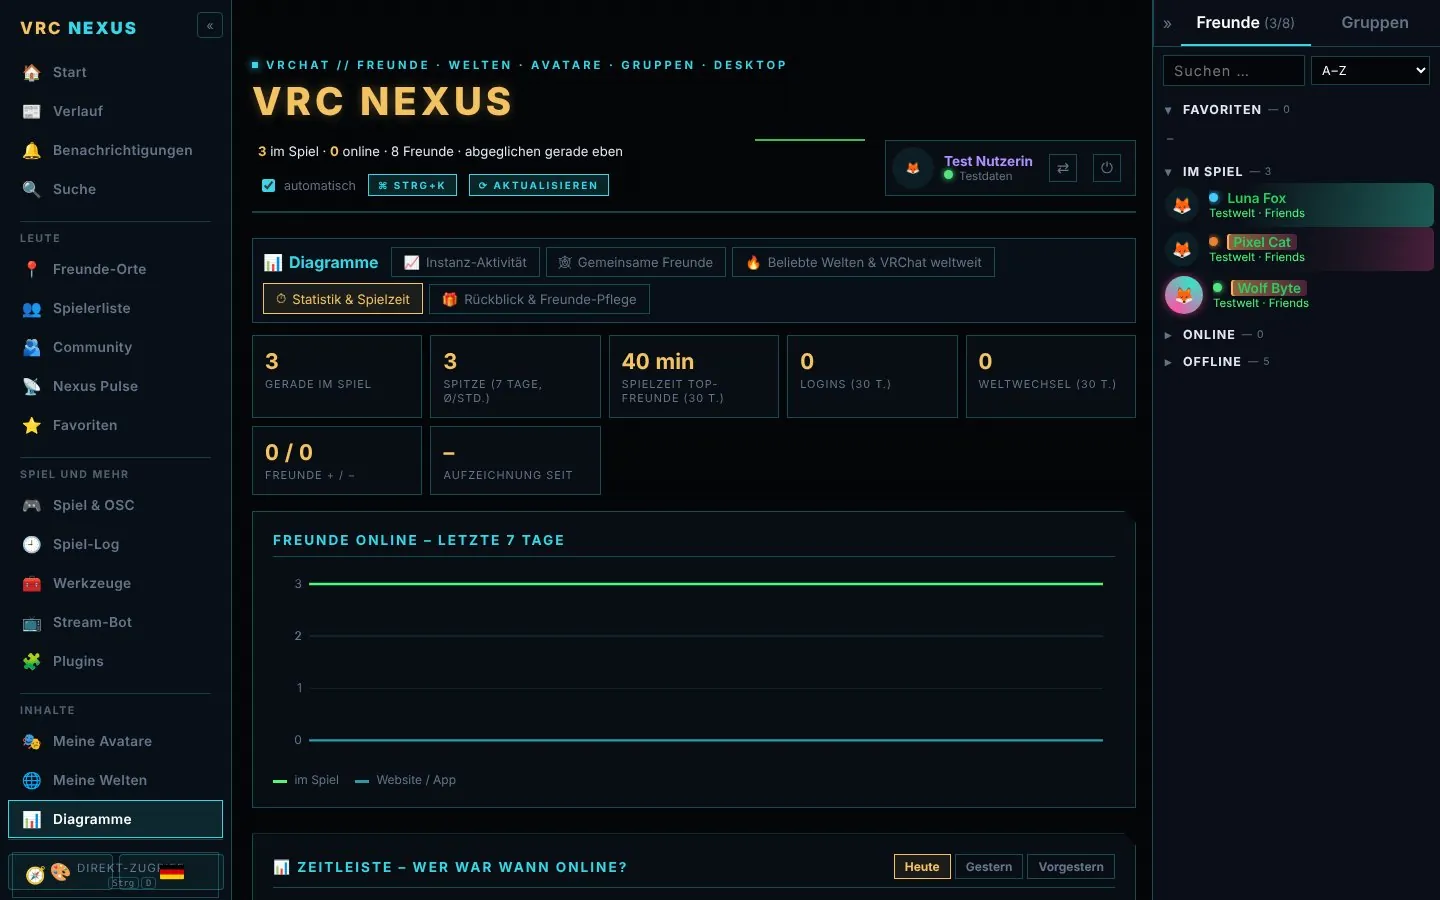 VRC NEXUS
«
Start
Verlauf
Benachrichtigungen
Suche
LEUTE
Freunde-Orte
Spielerliste
Community
Nexus Pulse
Favoriten
SPIEL UND MEHR
Spiel & OSC
Spiel-Log
Werkzeuge
Stream-Bot
Plugins
INHALTE
Meine Avatare
Meine Welten
Diagramme
Strg D
VRCHAT // FREUNDE · WELTEN · AVATARE · GRUPPEN · DESKTOP
VRC NEXUS
3 im Spiel · 0 online · 8 Freunde · abgeglichen gerade eben
automatisch
⌘ STRG+K
⟳ AKTUALISIEREN
Test Nutzerin
Testdaten
Diagramme
Instanz-Aktivität
Gemeinsame Freunde
Beliebte Welten & VRChat weltweit
Statistik & Spielzeit
Rückblick & Freunde-Pflege
3
GERADE IM SPIEL
3
SPITZE (7 TAGE,
Ø/STD.)
40 min
SPIELZEIT TOP-
FREUNDE (30 T.)
0
LOGINS (30 T.)
0
WELTWECHSEL (30 T.)
0 / 0
FREUNDE + / −
–
AUFZEICHNUNG SEIT
FREUNDE ONLINE – LETZTE 7 TAGE
3
2
1
0
im Spiel
Website / App
ZEITLEISTE – WER WAR WANN ONLINE?
Heute
Gestern
Vorgestern
»
Freunde (3/8)
Gruppen
Suchen …
A–Z
FAVORITEN — 0
–
IM SPIEL — 3
Luna Fox
Testwelt · Friends
Pixel Cat
Testwelt · Friends
Wolf Byte
Testwelt · Friends
ONLINE — 0
OFFLINE — 5